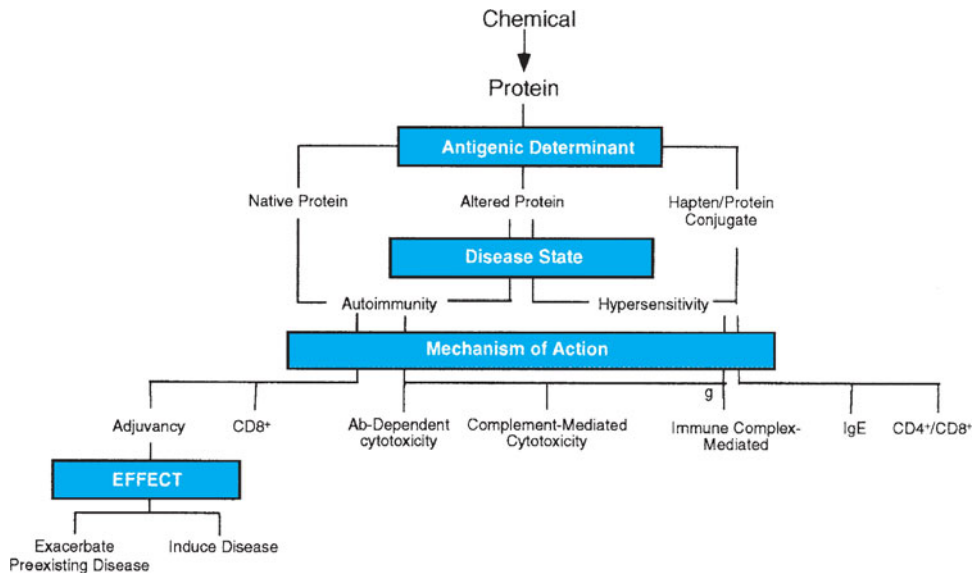 Chemical
Protein
Antigenic Determinant
Native Protein
Altered Protein
Hapten/Protein
Conjugate
Disease State
Autoimmunity
Hypersensitivity
Mechanism of Action
g
Adjuvancy
CD8⁺
Ab-Dependent
cytotoxicity
Complement-Mediated
Cytotoxicity
Immune Complex-
Mediated
IgE
CD4⁺/CD8⁺
EFFECT
Exacerbate
Preexisting Disease
Induce Disease